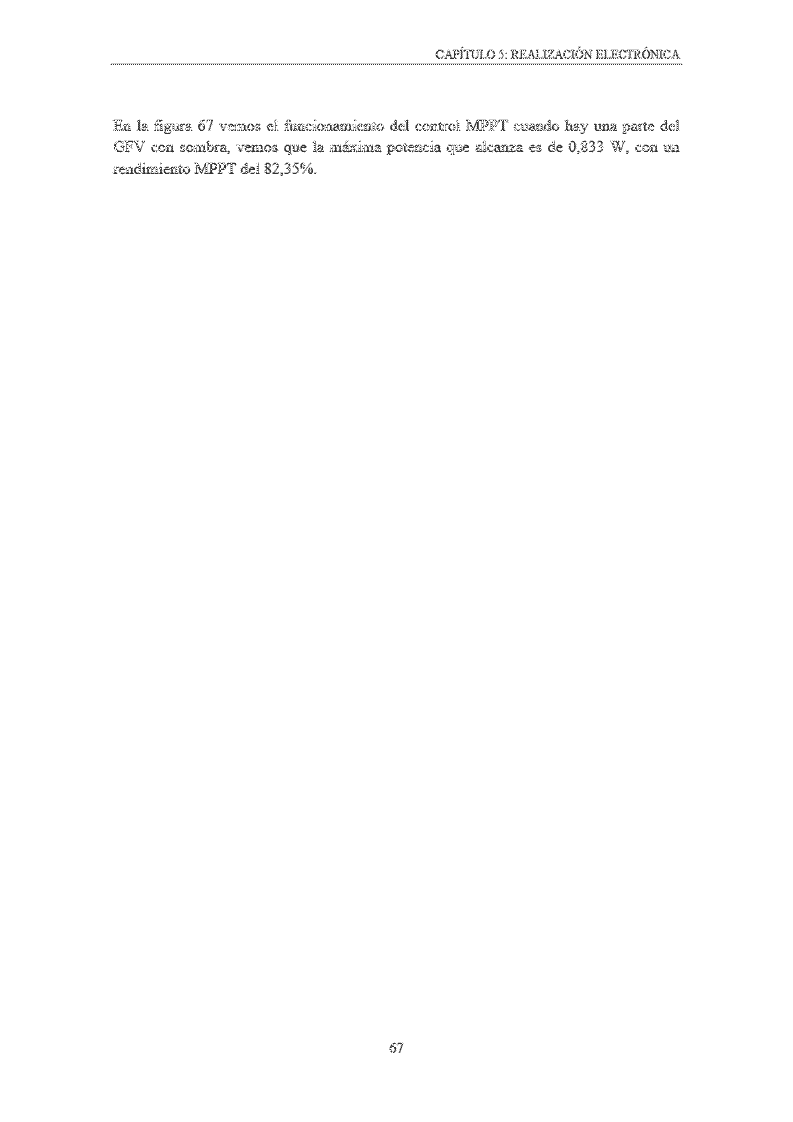 CAPÍTULO 5: REALIZACIÓN ELECTRÓNICA
En la figura 67 vemos el funcionamiento del control MPPT cuando hay una parte del
GFV con sombra, vemos que la máxima potencia que alcanza es de 0,833 W, con un
rendimiento MPPT del 82,35%.
67